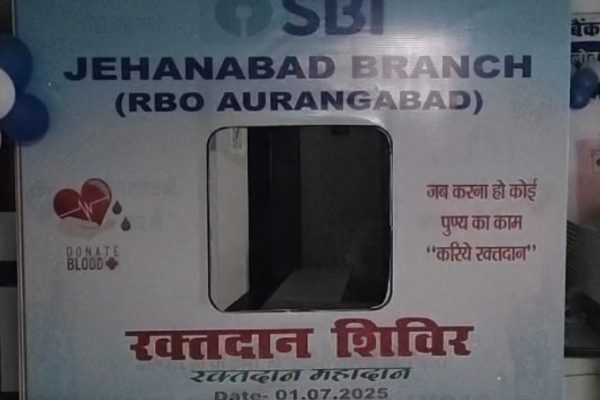 SBI
JEHANABAD BRANCH
(RBO AURANGABAD)
बैंक
DONATE
BLOOD
जब करना हो कोई
पुण्य का काम
“करिये रक्तदान”
रक्तदान शिविर
रक्तदान महादान
Date- 01.07.2025